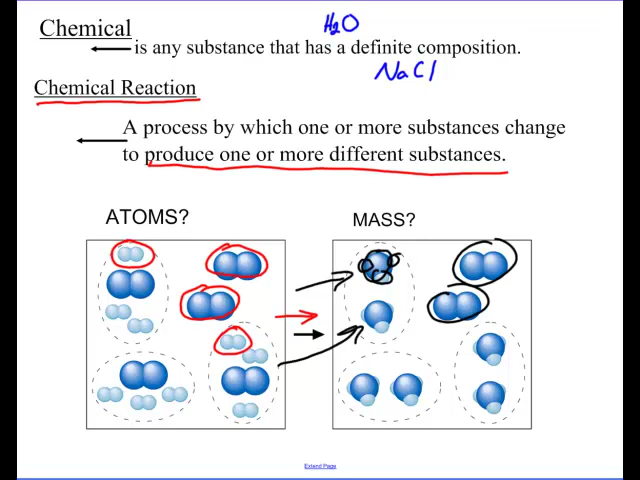 Chemical
H2O
is any substance that has a definite composition.
NaCl
Chemical Reaction
A process by which one or more substances change
to produce one or more different substances.
ATOMS?
MASS?
Extend Page